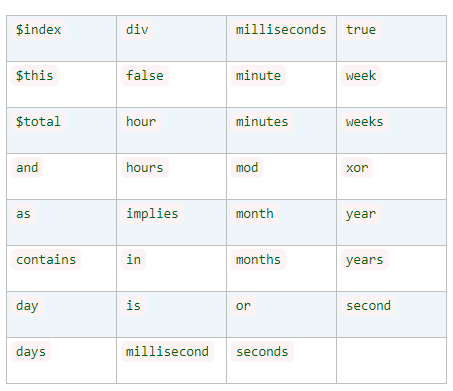 $index div milliseconds true
$this false minute week
$total hour minutes weeks
and hours mod xor
as implies month year
contains in months years
day is or second
days millisecond seconds